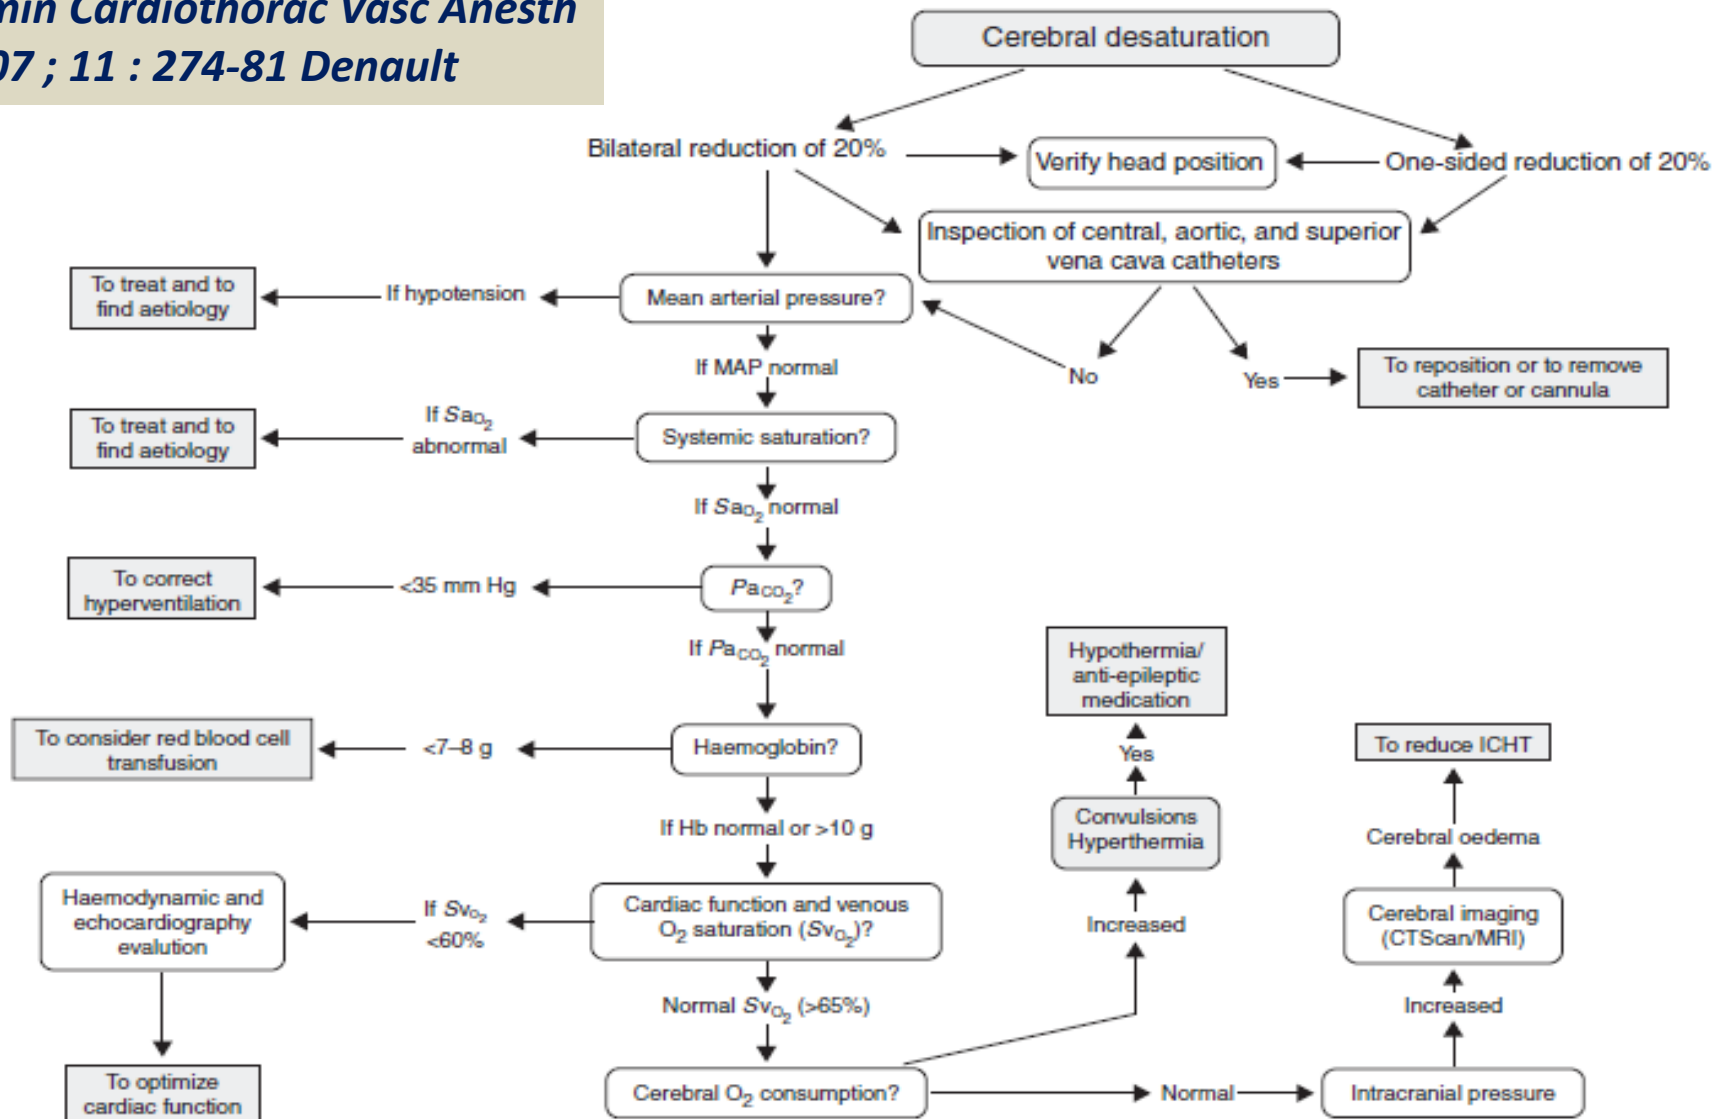 min Cardiothorac Vasc Anesth
07 ; 11 : 274-81 Denault
Cerebral desaturation
Bilateral reduction of 20%
Verify head position
One-sided reduction of 20%
Inspection of central, aortic, and superior
vena cava catheters
To treat and to
find aetiology
If hypotension
Mean arterial pressure?
No
Yes
To reposition or to remove
catheter or cannula
If MAP normal
To treat and to
find aetiology
If SaO2
abnormal
Systemic saturation?
If SaO2 normal
To correct
hyperventilation
<35 mm Hg
PaCO2?
If PaCO2 normal
To consider red blood cell
transfusion
<7–8 g
Haemoglobin?
If Hb normal or >10 g
Haemodynamic and
echocardiography
evalution
If SvO2
<60%
Cardiac function and venous
O2 saturation (SvO2)?
Normal SvO2 (>65%)
To optimize
cardiac function
Cerebral O2 consumption?
Hypothermia/
anti-epileptic
medication
Yes
Convulsions
Hyperthermia
Increased
Normal
To reduce ICHT
Cerebral oedema
Cerebral imaging
(CTScan/MRI)
Increased
Intracranial pressure